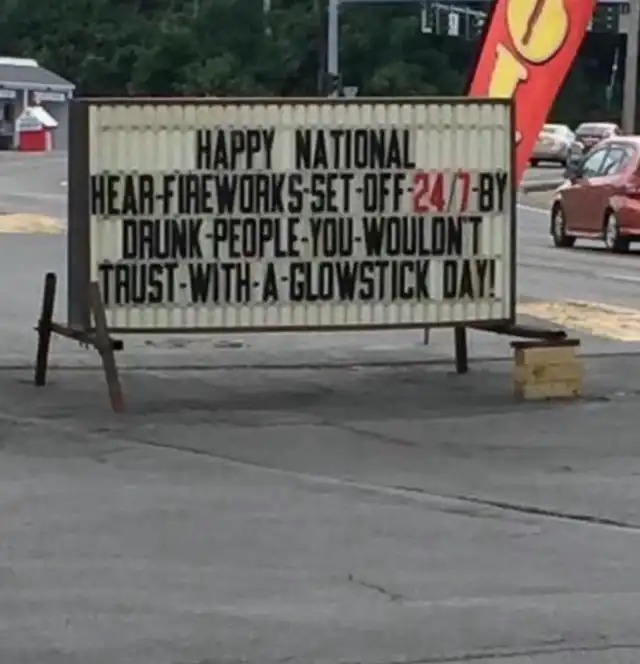 HAPPY NATIONAL
HEAR-FIREWORKS-SET-OFF-24/7-BY
DRUNK-PEOPLE-YOU-WOULDN'T
TRUST-WITH-A-GLOWSTICK DAY!